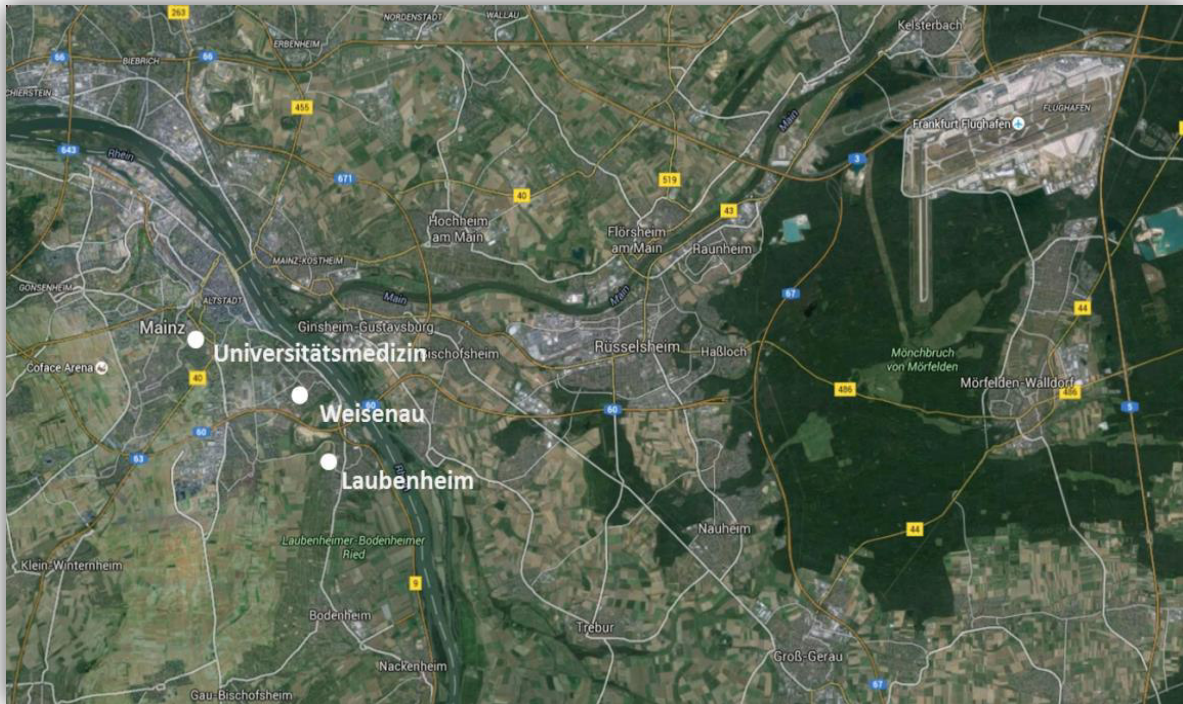 263
NORDENSTADT
WALLAU
Kelsterbach
ERBENHEIM
66
BIEBRICH
66
455
FLUGHAFEN
Frankfurt Flughafen
Main
3
643
Rhein
671
40
519
43
Hochheim
am Main
Flörsheim
am Main
Raunheim
MAINZ-KOSTHEIM
GONSENHEIM
ALTSTADT
Main
Main
67
44
Mainz
Ginsheim-Gustavsburg
Bischofsheim
Rüsselsheim
Haßloch
Mönchbruch
von Mörfelden
Coface Arena
Universitätsmedizin
40
Mörfelden-Walldorf
486
486
60
60
5
Weisenau
60
63
Laubenheim
Nauheim
44
Laubenheimer-Bodenheimer
Ried
Klein-Winternheim
9
Bodenheim
Trebur
Groß-Gerau
Nackenheim
67
Gau-Bischofsheim